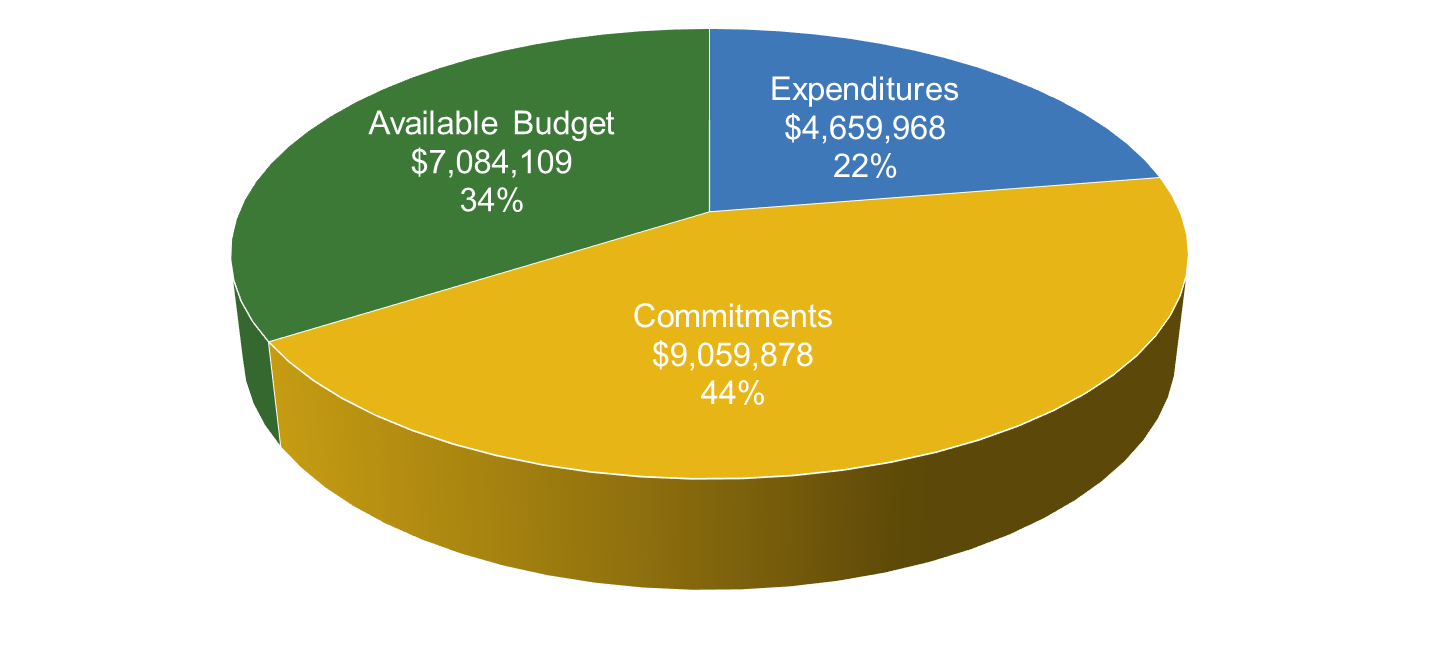 Expenditures
$4,659,968
22%
Available Budget
$7,084,109
34%
Commitments
$9,059,878
44%